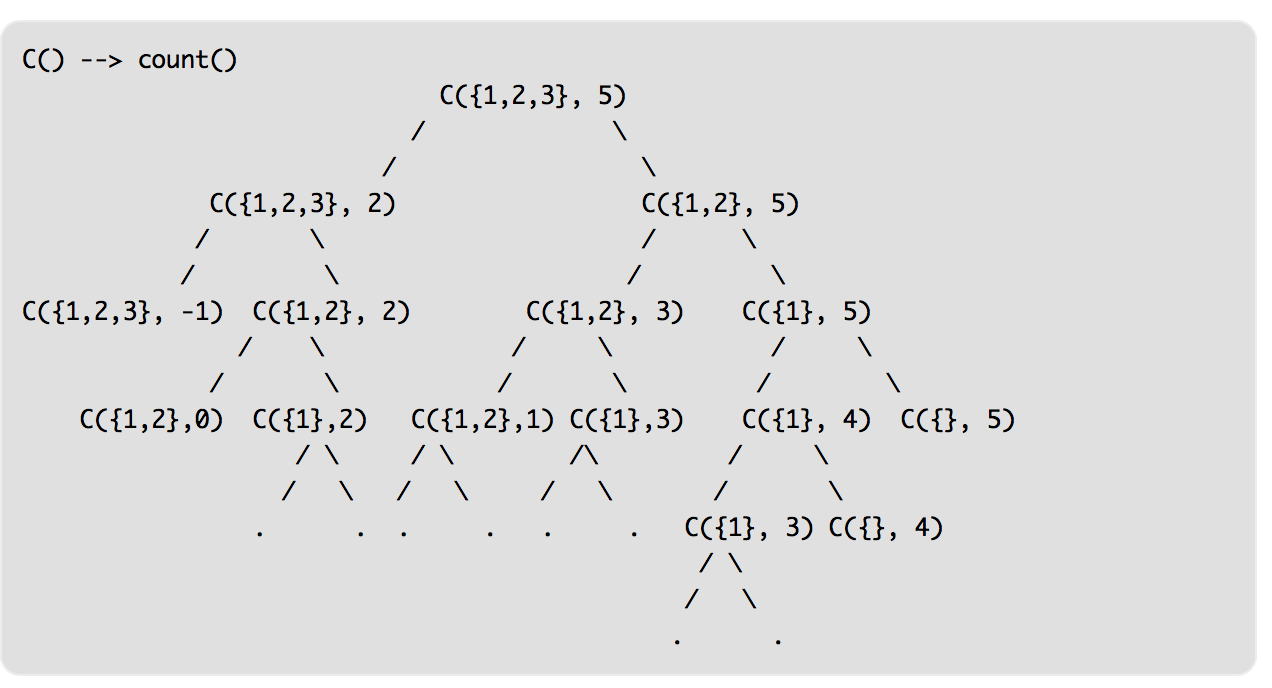 C() --> count()
                             C({1,2,3}, 5)
                           /             \
                         /                 \
             C({1,2,3}, 2)                 C({1,2}, 5)
            /       \                      /      \
           /         \                    /         \
C({1,2,3}, -1)  C({1,2}, 2)        C({1,2}, 3)    C({1}, 5)
               /    \             /     \           /     \
             /       \           /       \         /        \
    C({1,2},0)  C({1},2)   C({1,2},1) C({1},3)    C({1}, 4)  C({}, 5)
                   / \     / \        /\         /     \
                  /   \   /   \     /   \       /       \
                .      .  .     .   .     .   C({1}, 3) C({}, 4)
                                               / \
                                              /   \
                                             .      .